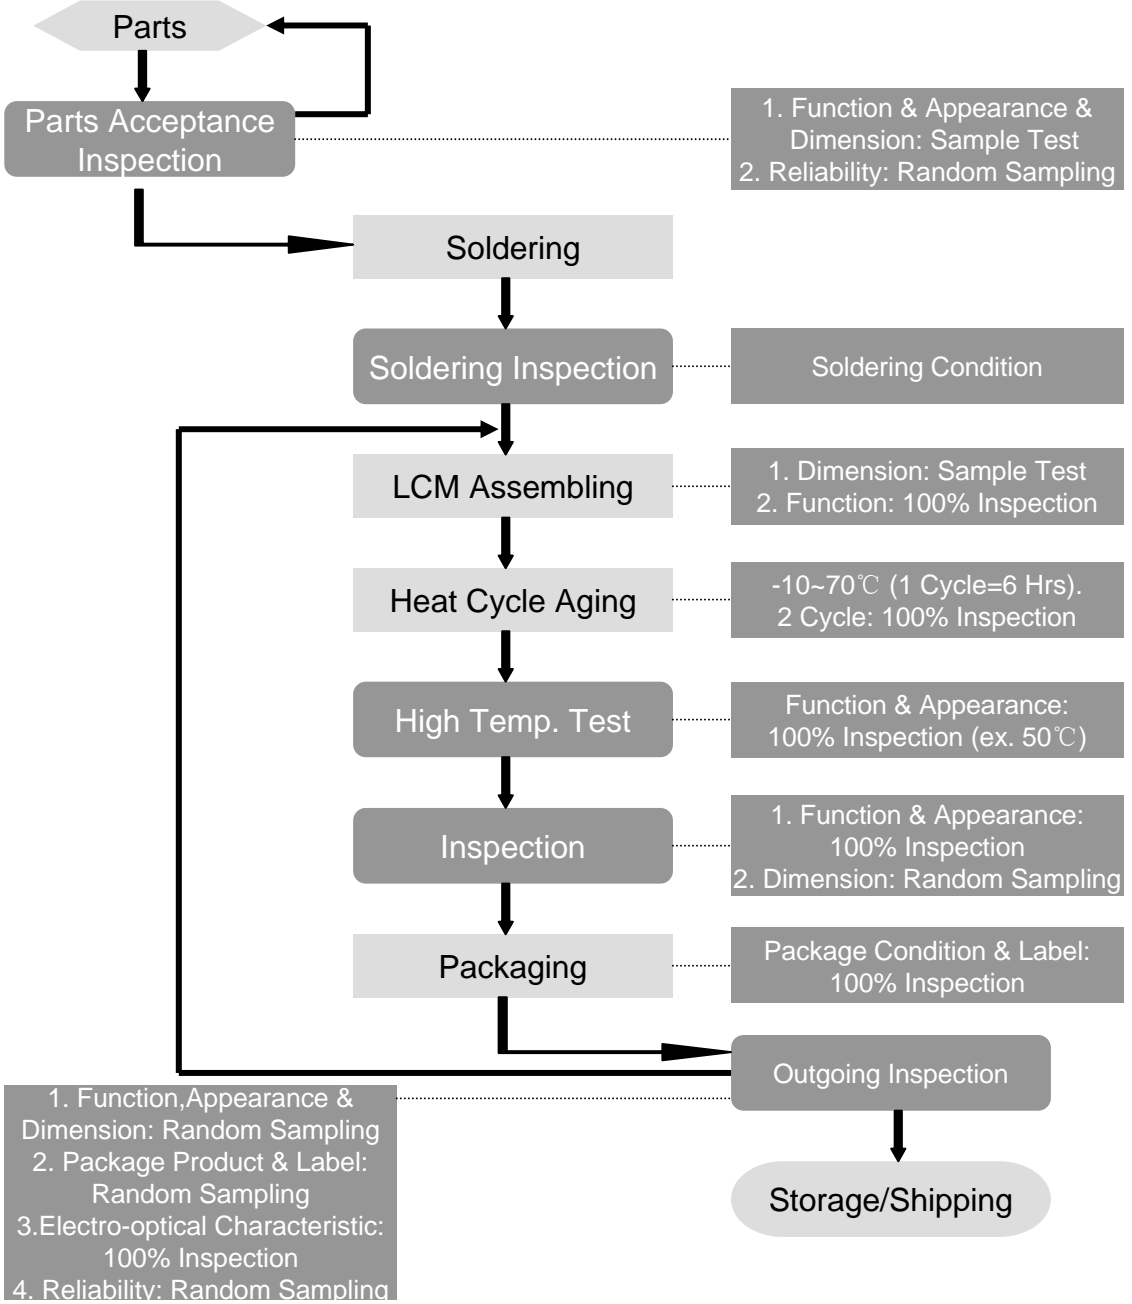 Parts
Parts Acceptance
Inspection
1. Function & Appearance &
Dimension: Sample Test
2. Reliability: Random Sampling
Soldering
Soldering Inspection
Soldering Condition
LCM Assembling
1. Dimension: Sample Test
2. Function: 100% Inspection
Heat Cycle Aging
-10~70℃ (1 Cycle=6 Hrs).
2 Cycle: 100% Inspection
High Temp. Test
Function & Appearance:
100% Inspection (ex. 50℃)
Inspection
1. Function & Appearance:
100% Inspection
2. Dimension: Random Sampling
Packaging
Package Condition & Label:
100% Inspection
Outgoing Inspection
1. Function,Appearance &
Dimension: Random Sampling
2. Package Product & Label:
Random Sampling
3.Electro-optical Characteristic:
100% Inspection
4. Reliability: Random Sampling
Storage/Shipping